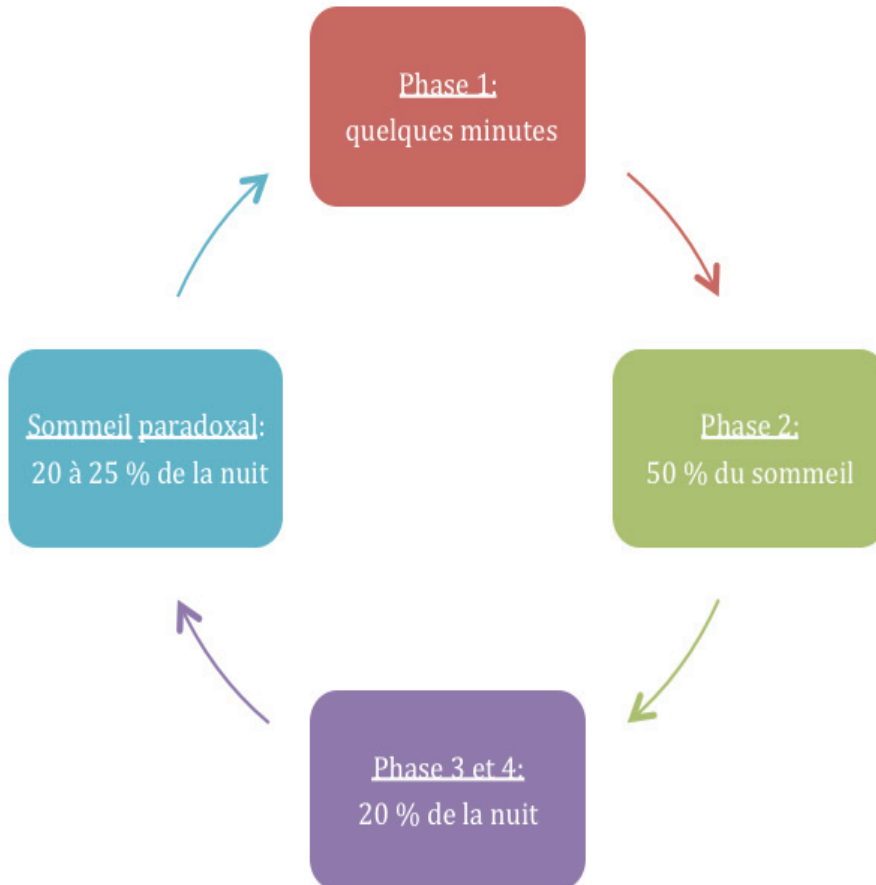 Phase 1:
quelques minutes
Phase 2:
50 % du sommeil
Phase 3 et 4:
20 % de la nuit
Sommeil paradoxal:
20 à 25 % de la nuit